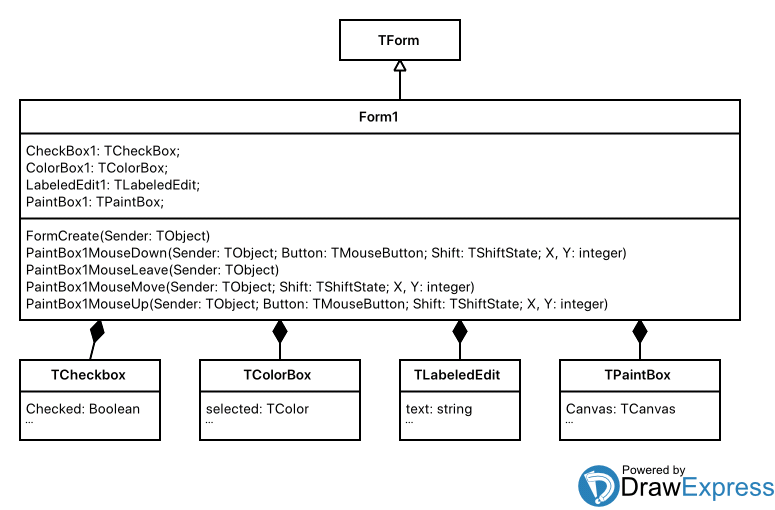 TForm
Form1
CheckBox1: TCheckBox;
ColorBox1: TColorBox;
LabeledEdit1: TLabeledEdit;
PaintBox1: TPaintBox;
FormCreate(Sender: TObject)
PaintBox1MouseDown(Sender: TObject; Button: TMouseButton; Shift: TShiftState; X, Y: integer)
PaintBox1MouseLeave(Sender: TObject)
PaintBox1MouseMove(Sender: TObject; Shift: TShiftState; X, Y: integer)
PaintBox1MouseUp(Sender: TObject; Button: TMouseButton; Shift: TShiftState; X, Y: integer)
TCheckbox
Checked: Boolean
...
TColorBox
selected: TColor
...
TLabeledEdit
text: string
...
TPaintBox
Canvas: TCanvas
...
Powered by
DrawExpress